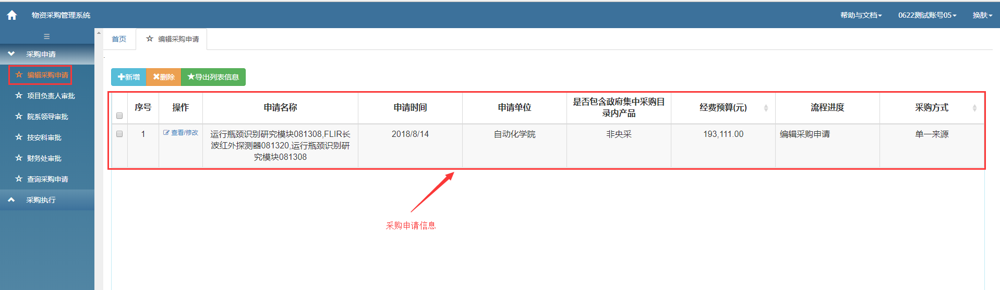 物资采购管理系统
帮助与文档
0622测试账号05
换肤
采购申请
编辑采购申请
项目负责人审批
院系领导审批
技安科审批
财务处审批
查询采购申请
采购执行
首页
编辑采购申请
新增
删除
导出列表信息
序号
操作
申请名称
申请时间
申请单位
是否包含政府集中采购目
录内产品
经费预算(元)
流程进度
采购方式
1
查看/修改
运行瓶颈识别研究模块081308,FLIR长
波红外探测器081320,运行瓶颈识别研
究模块081308
2018/8/14
自动化学院
非央采
193,111.00
编辑采购申请
单一来源
采购申请信息